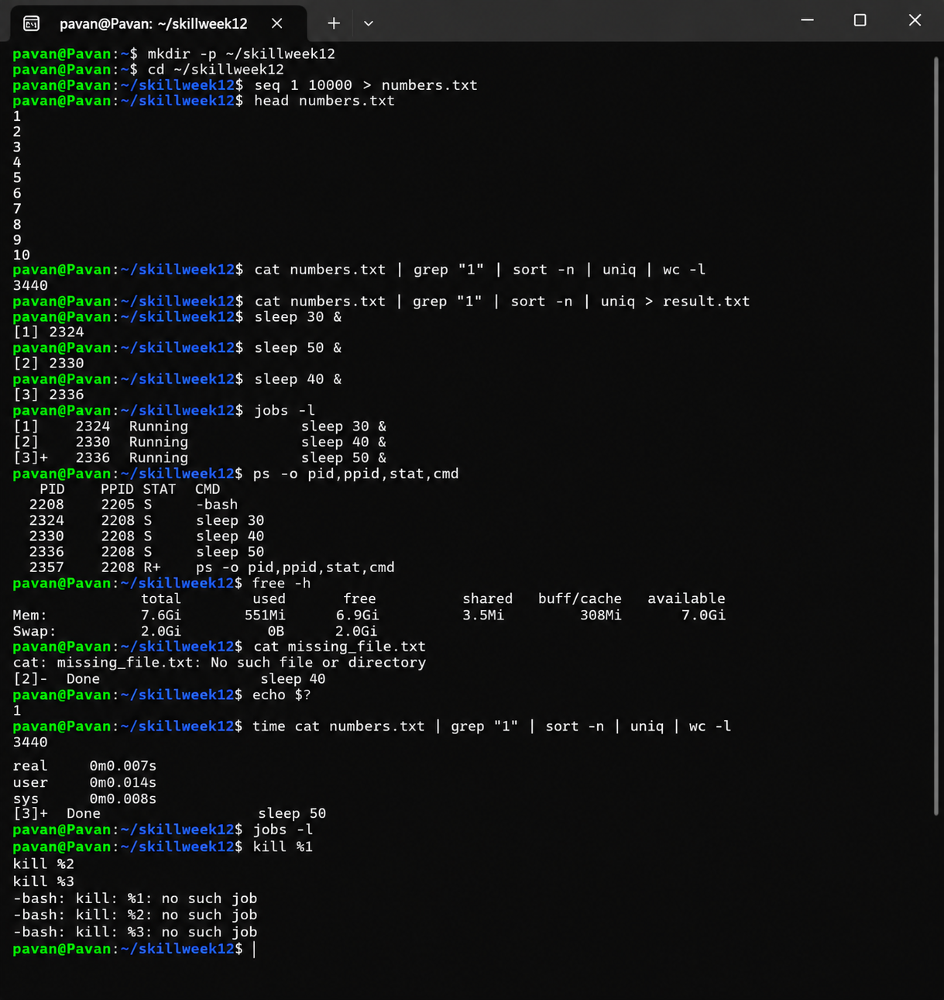 pavan@Pavan: ~/skillweek12
pavan@Pavan:~$ mkdir -p ~/skillweek12
pavan@Pavan:~$ cd ~/skillweek12
pavan@Pavan:~/skillweek12$ seq 1 10000 > numbers.txt
pavan@Pavan:~/skillweek12$ head numbers.txt
1
2
3
4
5
6
7
8
9
10
pavan@Pavan:~/skillweek12$ cat numbers.txt | grep "1" | sort -n | uniq | wc -l
3440
pavan@Pavan:~/skillweek12$ cat numbers.txt | grep "1" | sort -n | uniq > result.txt
pavan@Pavan:~/skillweek12$ sleep 30 &
[1] 2324
pavan@Pavan:~/skillweek12$ sleep 50 &
[2] 2330
pavan@Pavan:~/skillweek12$ sleep 40 &
[3] 2336
pavan@Pavan:~/skillweek12$ jobs -l
[1]    2324  Running             sleep 30 &
[2]    2330  Running             sleep 40 &
[3]+   2336  Running             sleep 50 &
pavan@Pavan:~/skillweek12$ ps -o pid,ppid,stat,cmd
PID    PPID STAT  CMD
2208    2205 S     -bash
2324    2208 S     sleep 30
2330    2208 S     sleep 40
2336    2208 S     sleep 50
2357    2208 R+    ps -o pid,ppid,stat,cmd
pavan@Pavan:~/skillweek12$ free -h
total        used        free      shared  buff/cache   available
Mem:           7.6Gi       551Mi       6.9Gi       3.5Mi       308Mi       7.0Gi
Swap:          2.0Gi          0B       2.0Gi
pavan@Pavan:~/skillweek12$ cat missing_file.txt
cat: missing_file.txt: No such file or directory
[2]-  Done                    sleep 40
pavan@Pavan:~/skillweek12$ echo $?
1
pavan@Pavan:~/skillweek12$ time cat numbers.txt | grep "1" | sort -n | uniq | wc -l
3440
real    0m0.007s
user    0m0.014s
sys     0m0.008s
[3]+  Done                    sleep 50
pavan@Pavan:~/skillweek12$ jobs -l
pavan@Pavan:~/skillweek12$ kill %1
kill %2
kill %3
-bash: kill: %1: no such job
-bash: kill: %2: no such job
-bash: kill: %3: no such job
pavan@Pavan:~/skillweek12$